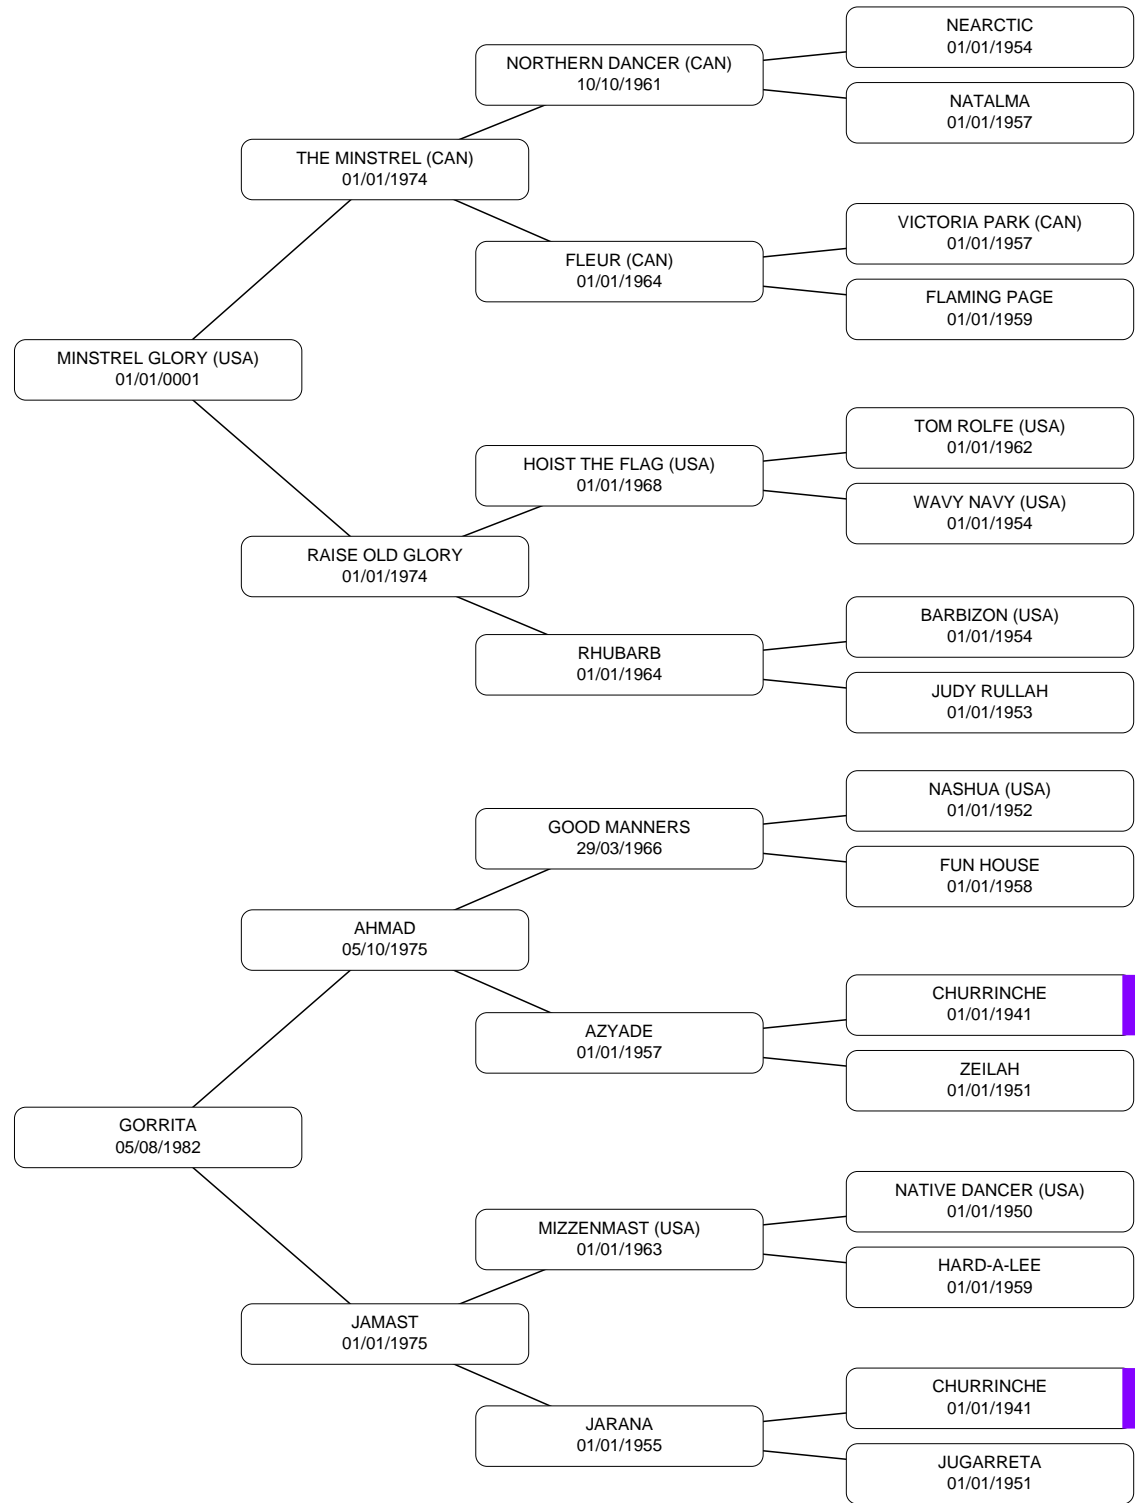 NEARCTIC
01/01/1954
NORTHERN DANCER (CAN)
10/10/1961
NATALMA
01/01/1957
THE MINSTREL (CAN)
01/01/1974
VICTORIA PARK (CAN)
01/01/1957
FLEUR (CAN)
01/01/1964
FLAMING PAGE
01/01/1959
MINSTREL GLORY (USA)
01/01/0001
TOM ROLFE (USA)
01/01/1962
HOIST THE FLAG (USA)
01/01/1968
WAVY NAVY (USA)
01/01/1954
RAISE OLD GLORY
01/01/1974
BARBIZON (USA)
01/01/1954
RHUBARB
01/01/1964
JUDY RULLAH
01/01/1953
NASHUA (USA)
01/01/1952
GOOD MANNERS
29/03/1966
FUN HOUSE
01/01/1958
AHMAD
05/10/1975
CHURRINCHE
01/01/1941
AZYADE
01/01/1957
ZEILAH
01/01/1951
GORRITA
05/08/1982
NATIVE DANCER (USA)
01/01/1950
MIZZENMAST (USA)
01/01/1963
HARD-A-LEE
01/01/1959
JAMAST
01/01/1975
CHURRINCHE
01/01/1941
JARANA
01/01/1955
JUGARRETA
01/01/1951